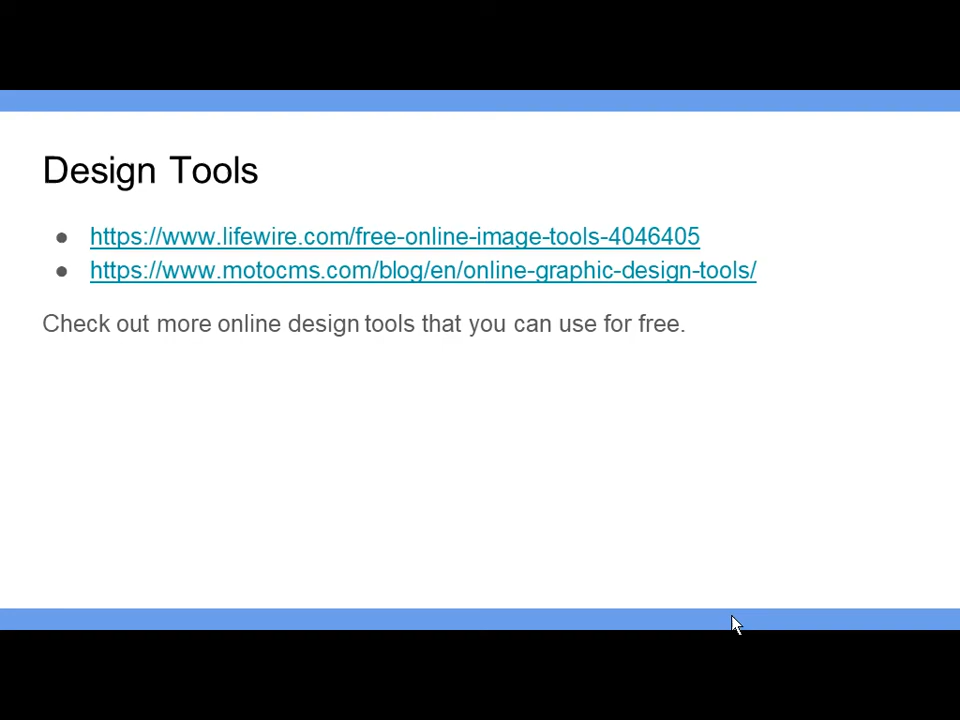 Design Tools
● https://www.lifewire.com/free-online-image-tools-4046405
● https://www.motocms.com/blog/en/online-graphic-design-tools/
Check out more online design tools that you can use for free.